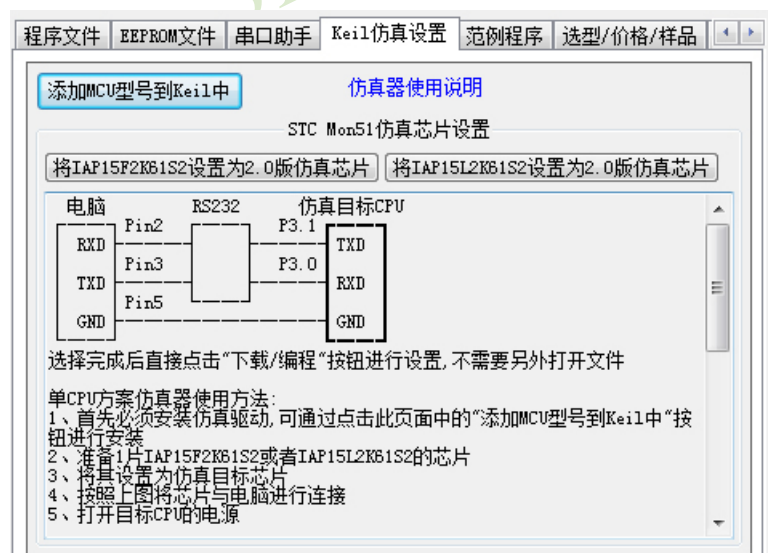 程序文件 EEPROM文件 串口助手 Keil仿真设置 范例程序 选型/价格/样品
添加MCU型号到Keil中 仿真器使用说明
STC Mon51仿真芯片设置
将IAP15F2K61S2设置为2.0版仿真芯片 将IAP15L2K61S2设置为2.0版仿真芯片
电脑 RS232 仿真目标CPU
Pin2 P3.1
RXD TXD
Pin3 P3.0
TXD RXD
Pin5
GND GND
选择完成后直接点击“下载/编程“按钮进行设置,不需要另外打开文件
单CPU方案仿真器使用方法:
1、首先必须安装仿真驱动,可通过点击此页面中的“添加MCU型号到Keil中“按
钮进行安装
2、准备1片IAP15F2K61S2或者IAP15L2K61S2的芯片
3、将其设置为仿真目标芯片
4、按照上图将芯片与电脑进行连接
5、打开目标CPU的电源